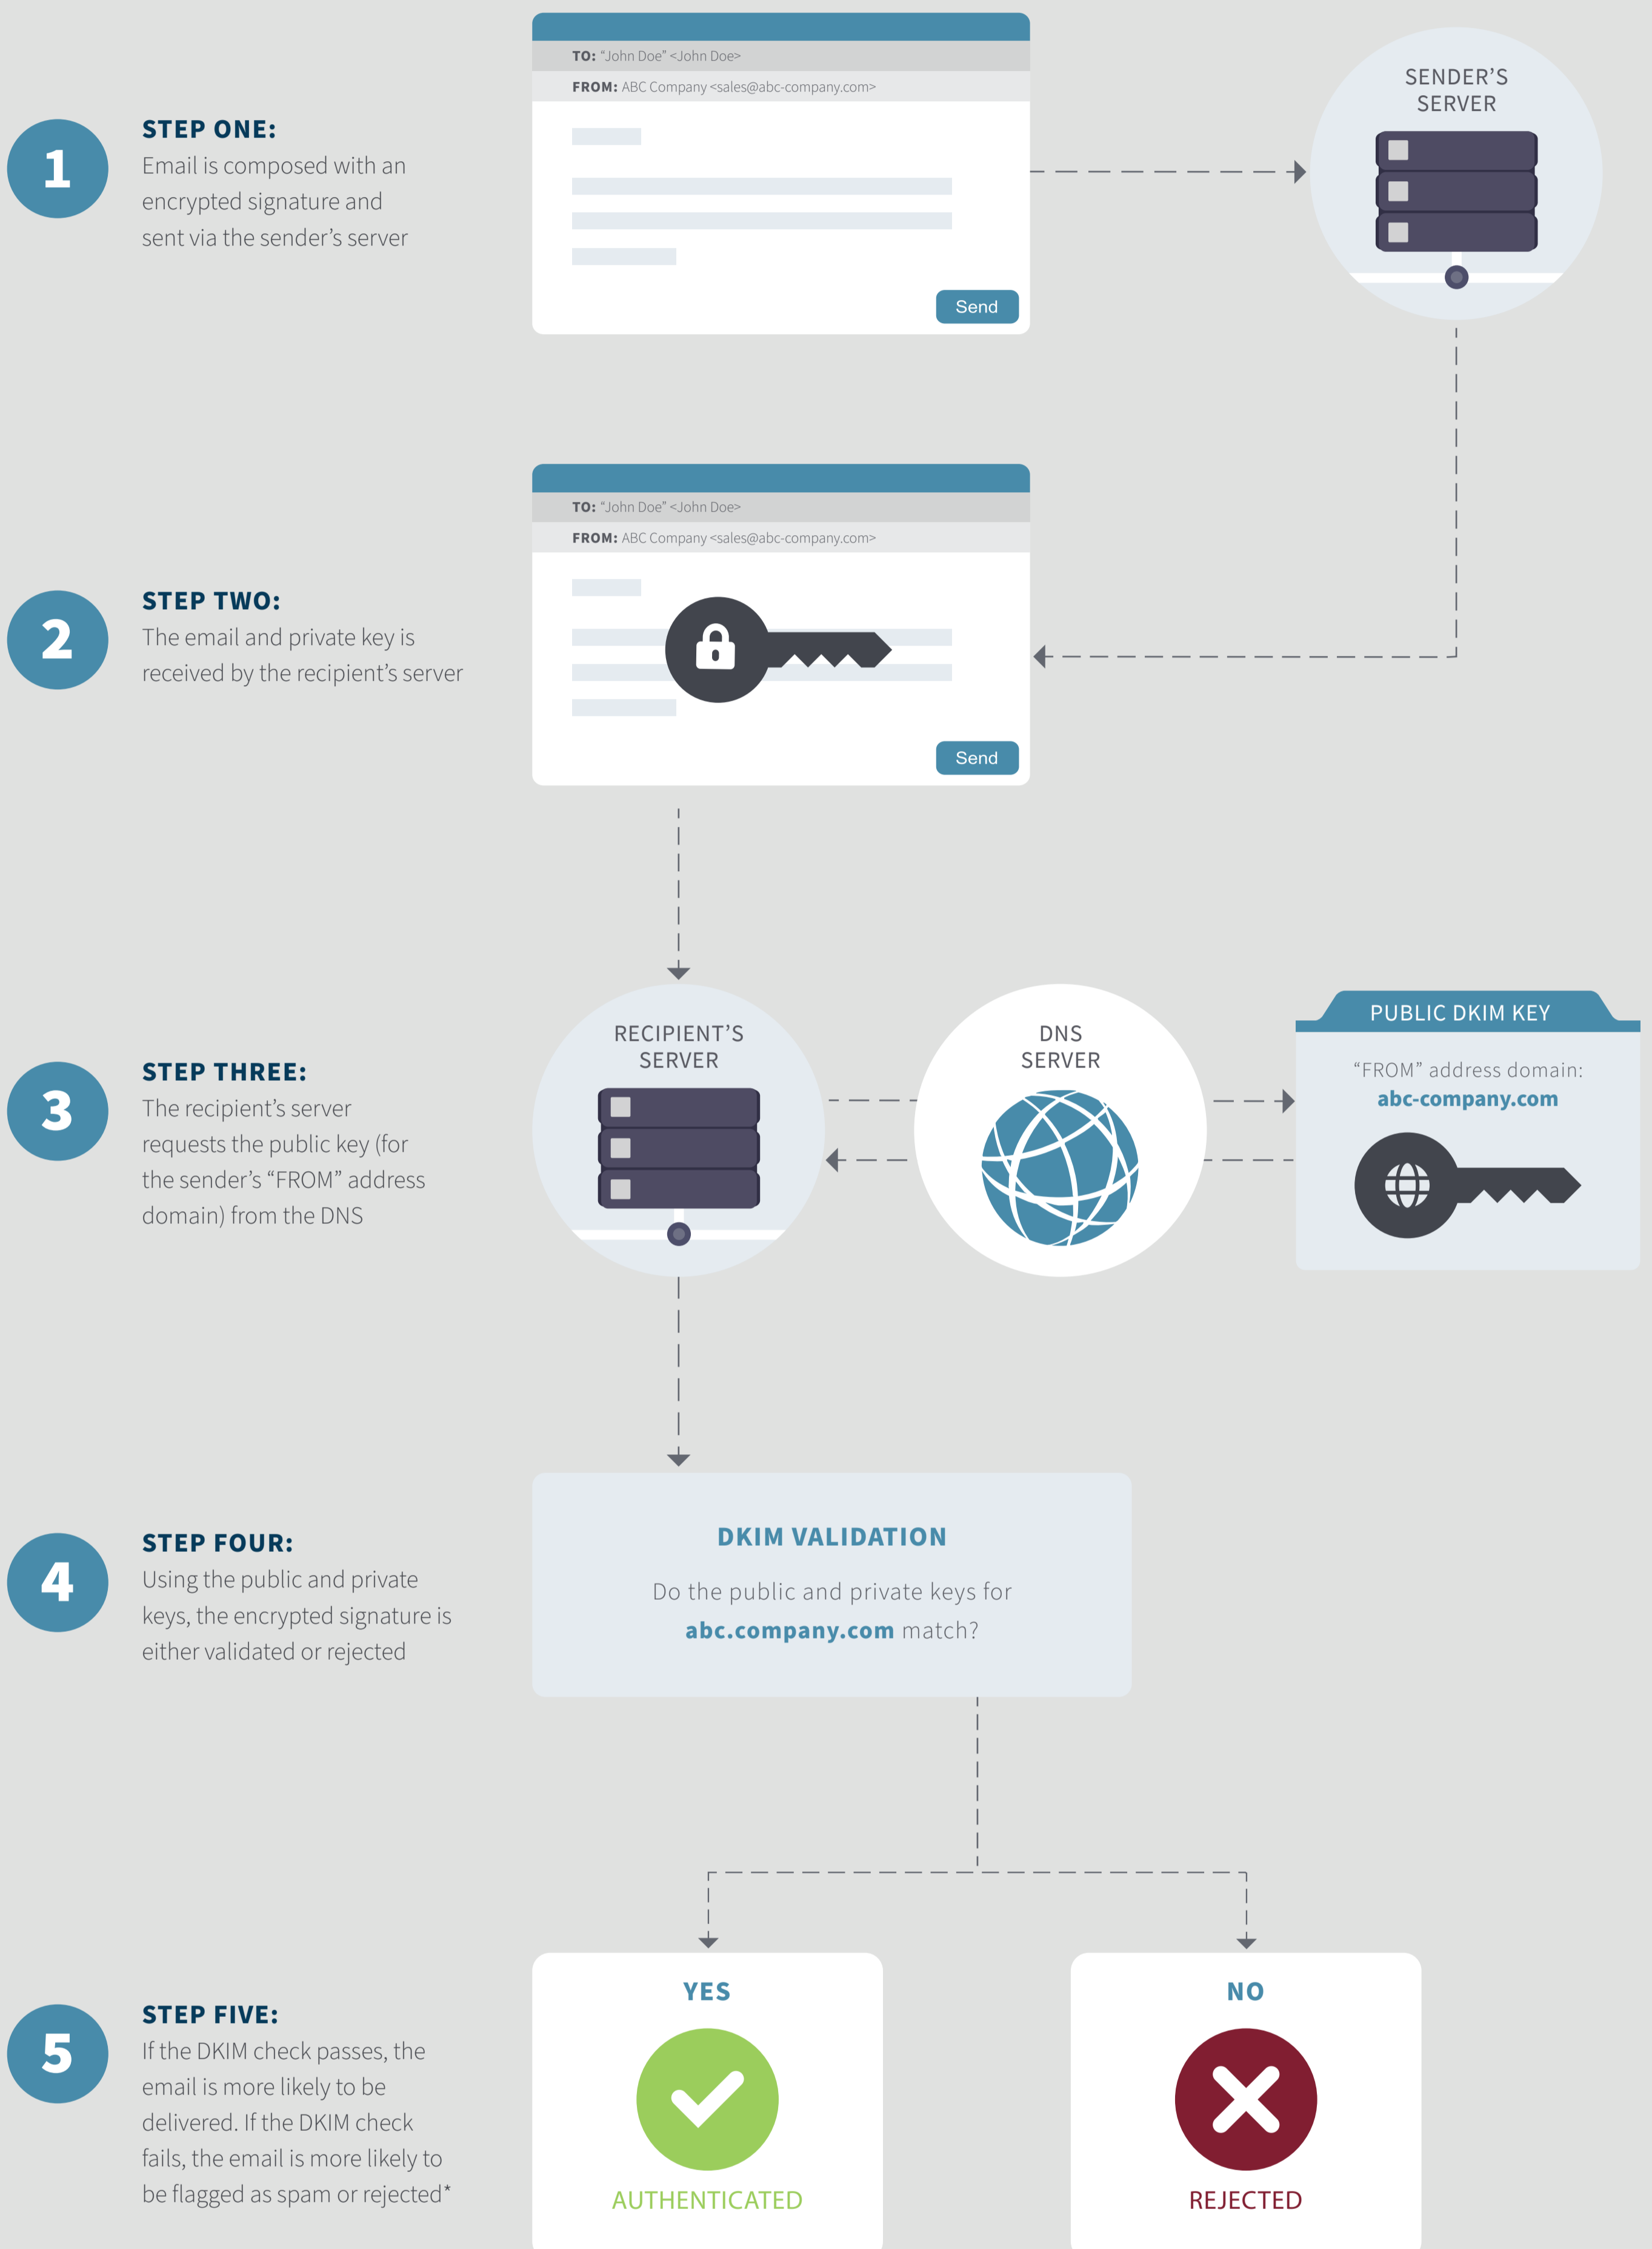 TO: “John Doe” <John Doe>
FROM: ABC Company <sales@abc-company.com>
Send
SENDER’S
SERVER
1
STEP ONE:
Email is composed with an
encrypted signature and
sent via the sender’s server
TO: “John Doe” <John Doe>
FROM: ABC Company <sales@abc-company.com>
Send
2
STEP TWO:
The email and private key is
received by the recipient’s server
3
STEP THREE:
The recipient’s server
requests the public key (for
the sender’s “FROM” address
domain) from the DNS
RECIPIENT’S
SERVER
DNS
SERVER
PUBLIC DKIM KEY
“FROM” address domain:
abc-company.com
4
STEP FOUR:
Using the public and private
keys, the encrypted signature is
either validated or rejected
DKIM VALIDATION
Do the public and private keys for
abc.company.com match?
5
STEP FIVE:
If the DKIM check passes, the
email is more likely to be
delivered. If the DKIM check
fails, the email is more likely to
be flagged as spam or rejected*
YES
AUTHENTICATED
NO
REJECTED